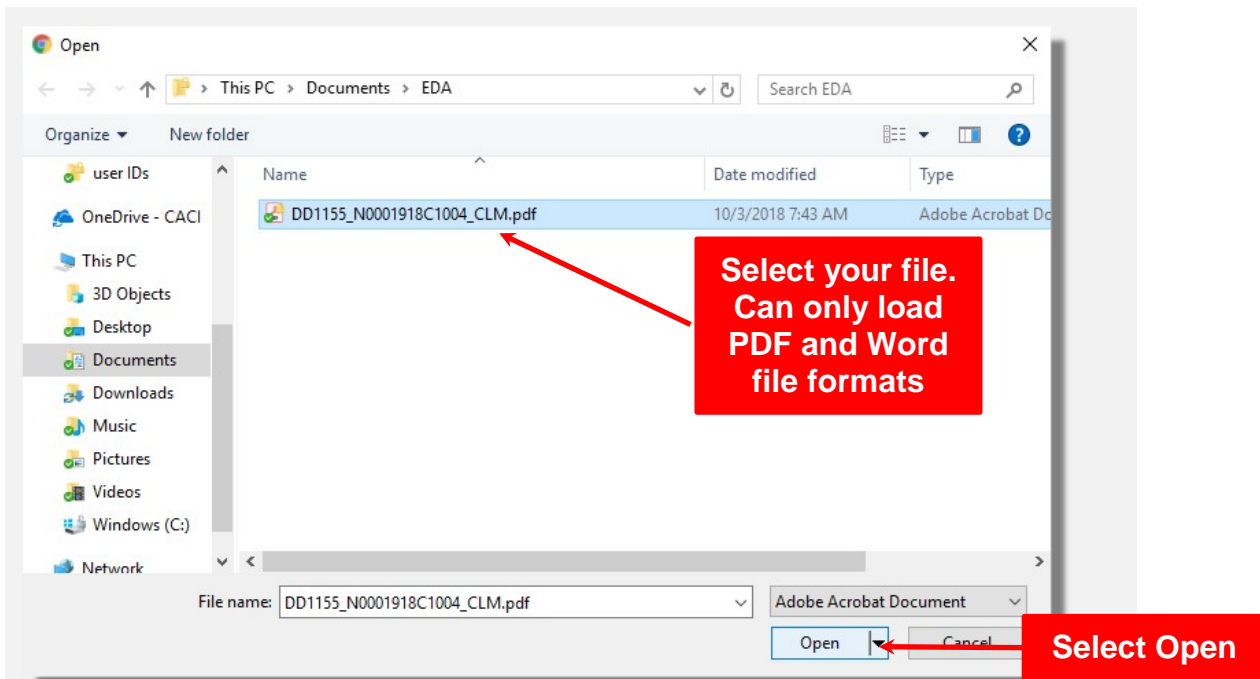 Open
This PC > Documents > EDA
Search EDA
Organize
New folder
Name
Date modified
Type
user IDs
OneDrive - CACI
This PC
3D Objects
Desktop
Documents
Downloads
Music
Pictures
Videos
Windows (C:)
Network
DD1155_N0001918C1004_CLM.pdf
10/3/2018 7:43 AM
Adobe Acrobat Dc
Select your file.
Can only load
PDF and Word
file formats
File name:
DD1155_N0001918C1004_CLM.pdf
Adobe Acrobat Document
Open
Cancel
Select Open